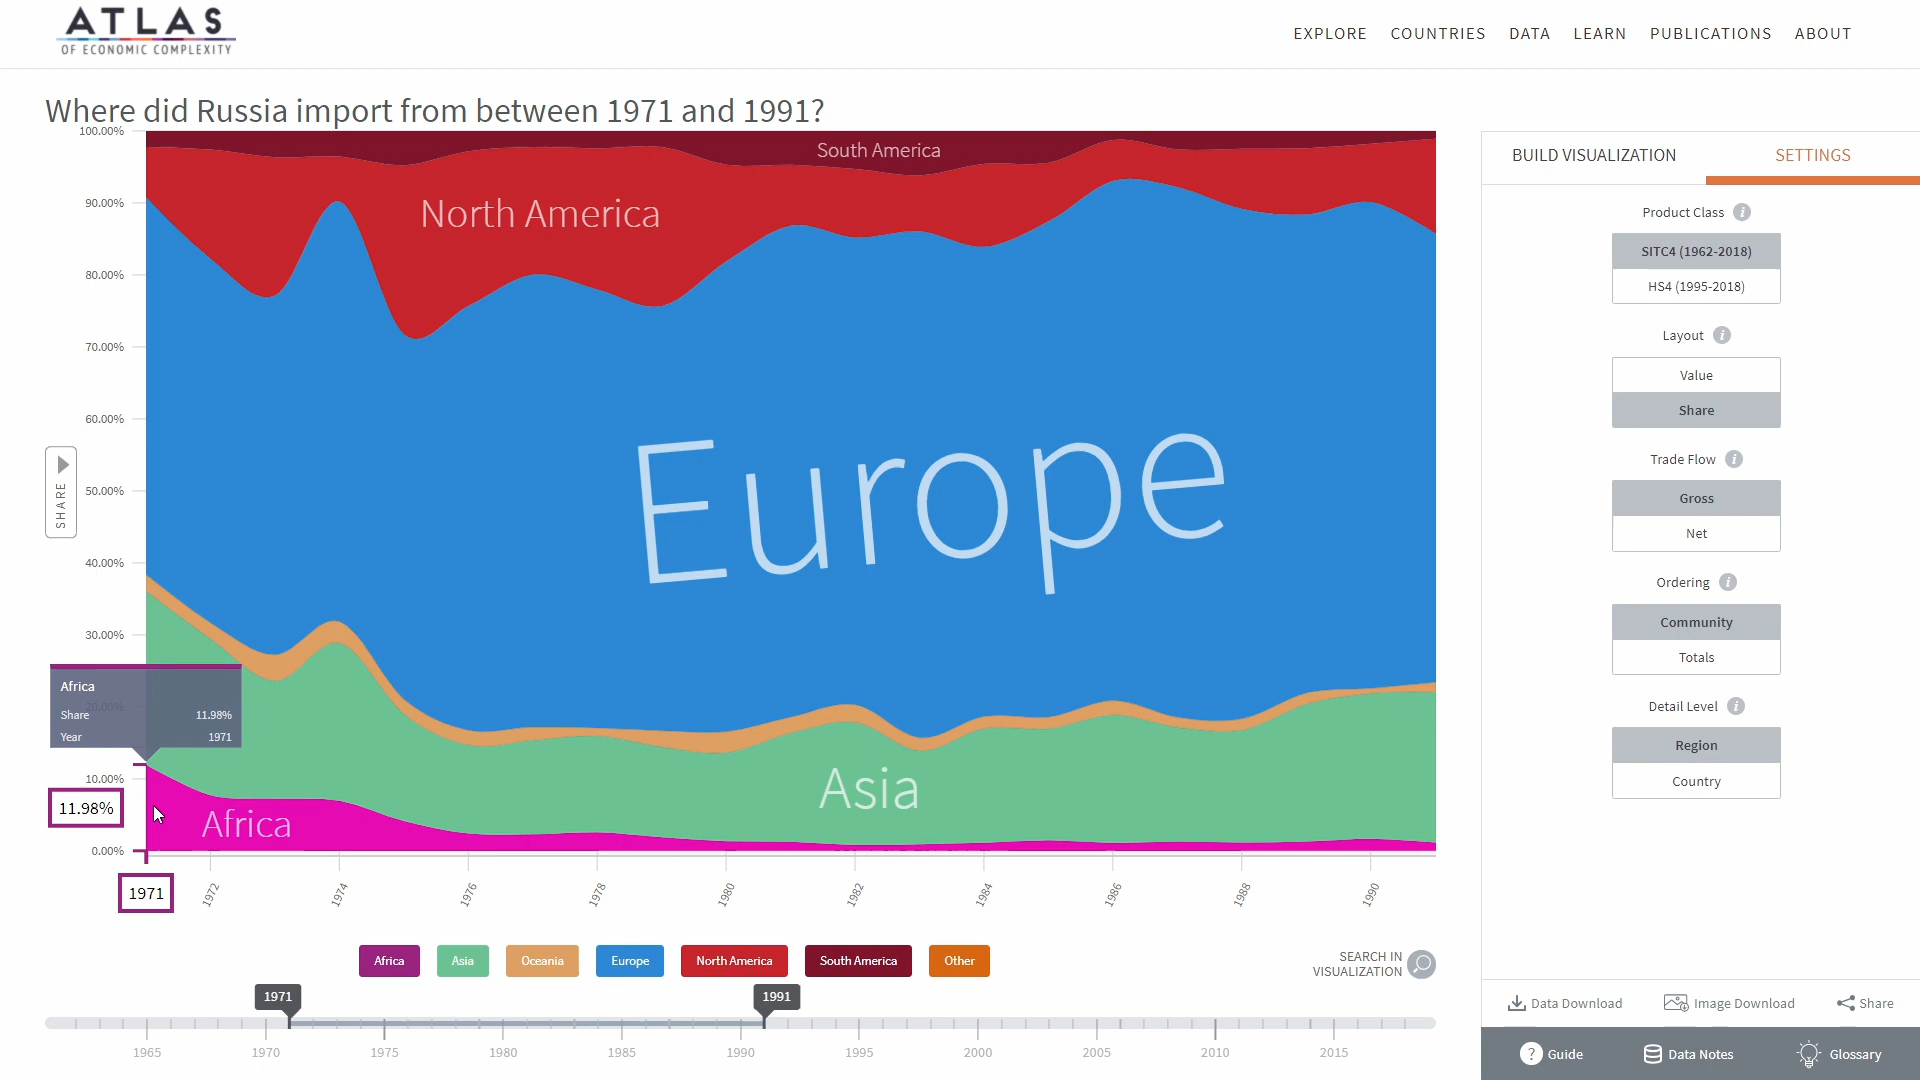 ATLAS
OF ECONOMIC COMPLEXITY
EXPLORE COUNTRIES DATA LEARN PUBLICATIONS ABOUT
Where did Russia import from between 1971 and 1991?
BUILD VISUALIZATION SETTINGS
Product Class i
SITC4 (1962-2018)
HS4 (1995-2018)
Layout i
Value
Share
Trade Flow i
Gross
Net
Ordering i
Community
Totals
Detail Level i
Region
Country
100.00%
90.00%
80.00%
70.00%
60.00%
50.00%
40.00%
30.00%
20.00%
10.00%
0.00%
SHARE
South America
North America
Europe
Asia
Africa
Africa
Share 11.98%
Year 1971
11.98%
1971
1972 1974 1976 1978 1980 1982 1984 1986 1988 1990
Africa Asia Oceania Europe North America South America Other
SEARCH IN
VISUALIZATION
1971 1991
1965 1970 1975 1980 1985 1990 1995 2000 2005 2010 2015
Data Download Image Download Share
? Guide Data Notes Glossary